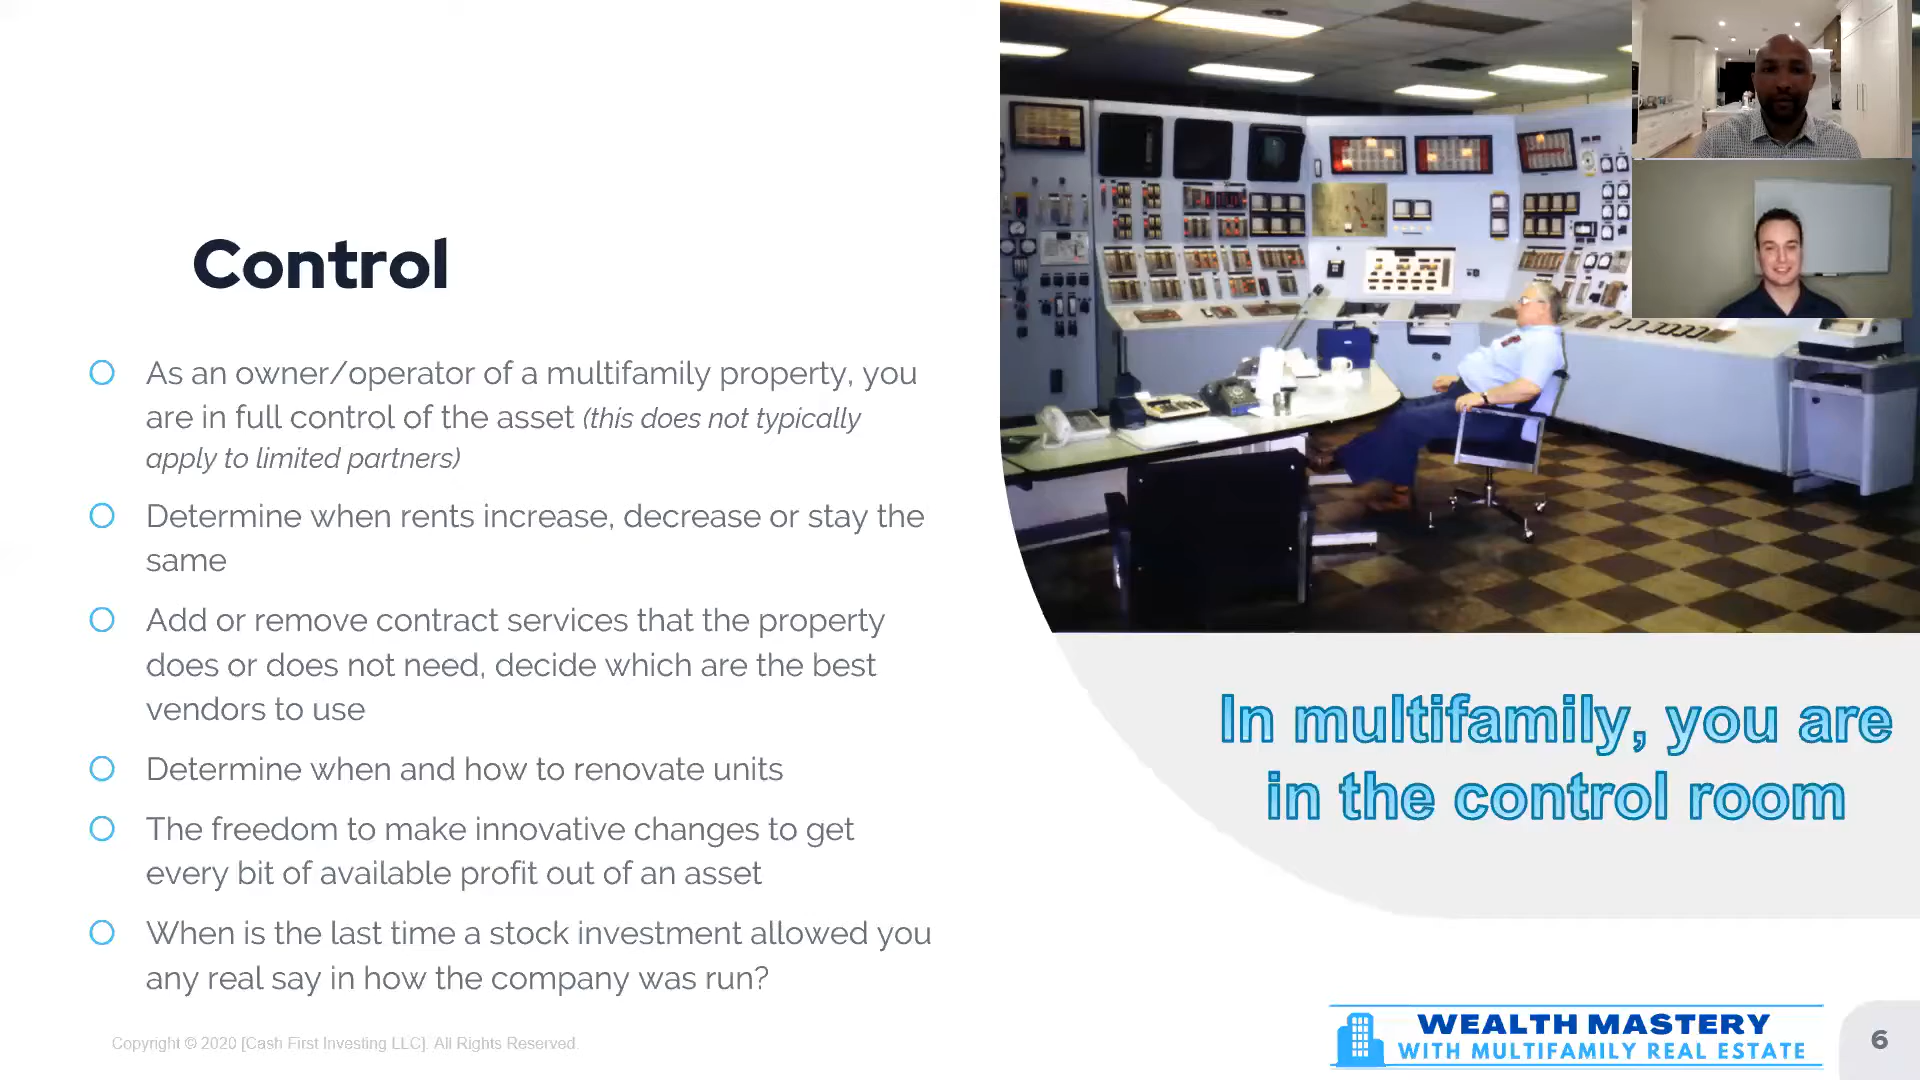 Control
As an owner/operator of a multifamily property, you
are in full control of the asset (this does not typically
apply to limited partners)
Determine when rents increase, decrease or stay the
same
Add or remove contract services that the property
does or does not need, decide which are the best
vendors to use
Determine when and how to renovate units
The freedom to make innovative changes to get
every bit of available profit out of an asset
When is the last time a stock investment allowed you
any real say in how the company was run?
In multifamily, you are
in the control room
Copyright © 2020 [Cash First Investing LLC]. All Rights Reserved.
WEALTH MASTERY
WITH MULTIFAMILY REAL ESTATE
6